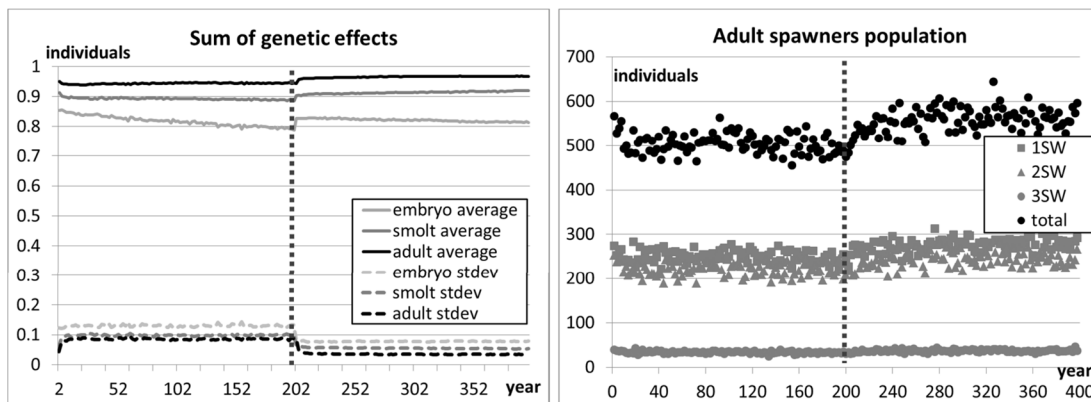 Sum of genetic effects
individuals
1
0.9
0.8
0.7
0.6
0.5
0.4
0.3
0.2
0.1
0
embryo average
smolt average
adult average
embryo stdev
smolt stdev
adult stdev
2 52 102 152 202 252 302 352 year
Adult spawners population
700
individuals
600
500
400
300
200
100
0
1SW
2SW
3SW
total
year
0 40 80 120 160 200 240 280 320 360 400